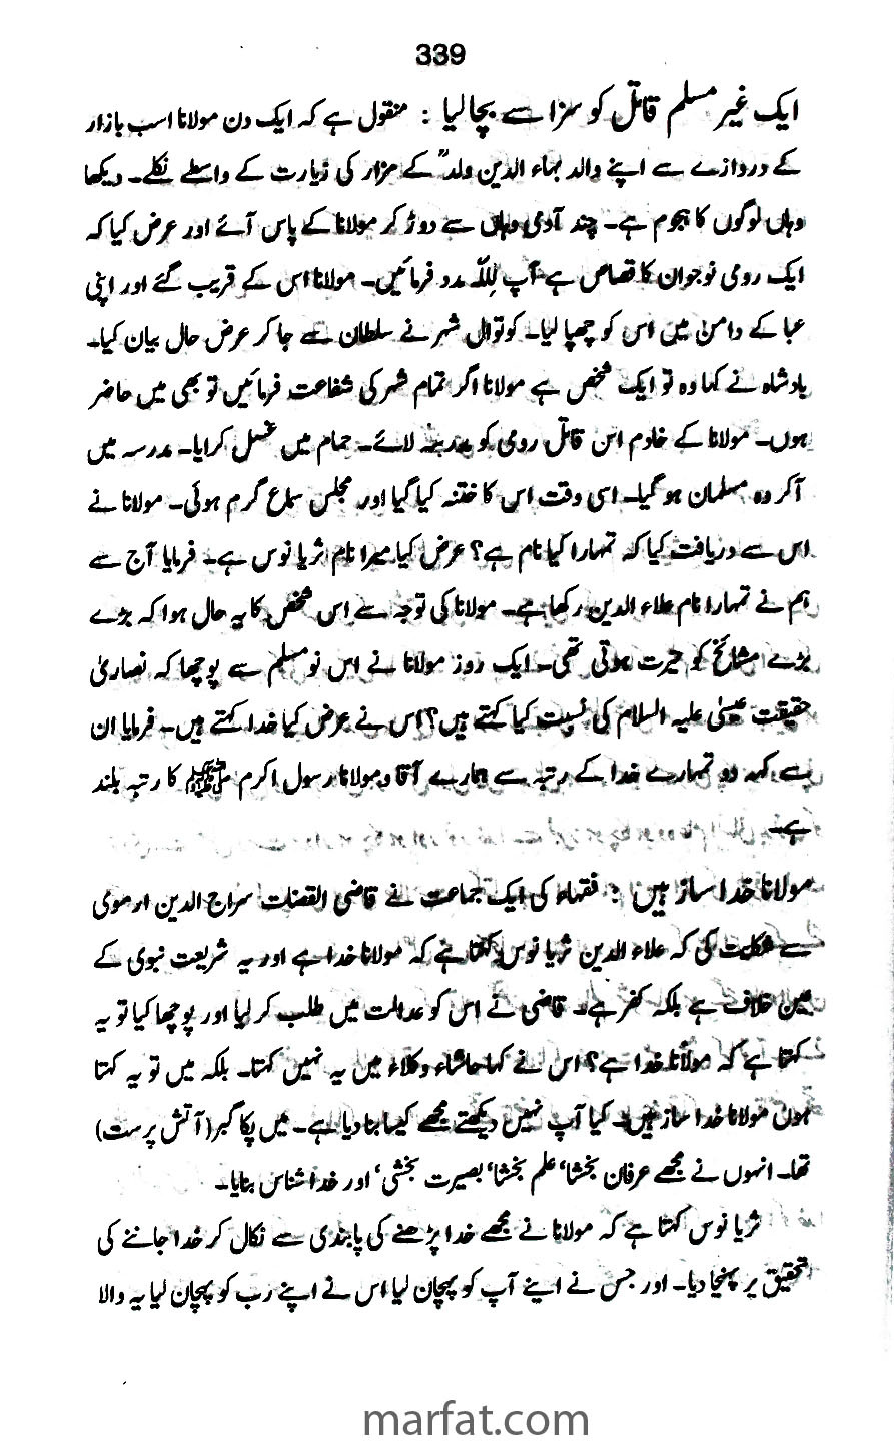 339
ایک غیر مسلم قاتل کو سزا سے بچا لیا : منقول ہے کہ ایک دن مولانا اسب بازار
کے دروازے سے اپنے والد بہاء الدین ولدؒ کے مزار کی زیارت کے واسطے نکلے۔ دیکھا
وہاں لوگوں کا ہجوم ہے۔ چند آدمی وہاں سے دوڑ کر مولانا کے پاس آئے اور عرض کیا کہ
ایک رومی نوجوان کا قصاص ہے آپ للہ مدد فرمائیں۔ مولانا اس کے قریب گئے اور اپنی
عبا کے دامن میں اس کو چھپا لیا۔ کوتوال شہر نے سلطان سے جا کر عرض حال بیان کیا۔
بادشاہ نے کہا وہ تو ایک شخص ہے مولانا اگر تمام شہر کی شفاعت فرمائیں تو بھی میں حاضر
ہوں۔ مولانا کے خادم اس قاتل رومی کو مدرسہ لائے۔ حمام میں غسل کرایا۔ مدرسہ میں
آکر وہ مسلمان ہو گیا۔ اسی وقت اس کا ختنہ کیا گیا اور مجلس سماع گرم ہوئی۔ مولانا نے
اس سے دریافت کیا کہ تمہارا کیا نام ہے؟ عرض کیا میرا نام ثریا نوس ہے۔ فرمایا آج سے
ہم نے تمہارا نام علاء الدین رکھا ہے۔ مولانا کی توجہ سے اس شخص کا یہ حال ہوا کہ بڑے
بڑے مشائخ کو حیرت ہوتی تھی۔ ایک روز مولانا نے اس نو مسلم سے پوچھا کہ نصاریٰ
حقیقت عیسیٰ علیہ السلام کی نسبت کیا کہتے ہیں؟ اس نے عرض کیا خدا کہتے ہیں۔ فرمایا ان
سے کہہ دو تمہارے خدا کے رتبہ سے ہمارے آقا و مولانا رسول اکرم ﷺ کا رتبہ بلند
ہے۔
مولانا خدا ساز ہیں : فقہاء کی ایک جماعت نے قاضی القضات سراج الدین ارموی
سے شکایت کی کہ علاء الدین ثریا نوس کہتا ہے کہ مولانا خدا ہے اور یہ شریعت نبوی کے
عین خلاف ہے بلکہ کفر ہے۔ قاضی نے اس کو عدالت میں طلب کر لیا اور پوچھا کیا تو یہ
کہتا ہے کہ مولانا خدا ہے؟ اس نے کہا حاشاء وکلاء میں یہ نہیں کہتا۔ بلکہ میں تو یہ کہتا
ہوں مولانا خدا ساز ہیں۔ کیا آپ نہیں دیکھتے مجھے کیسا بنا دیا ہے۔ میں پکا گبر (آتش پرست)
تھا۔ انہوں نے مجھے عرفان بخشا‘ علم بخشا‘ بصیرت بخشی‘ اور خدا شناس بنایا۔
ثریا نوس کہتا ہے کہ مولانا نے مجھے خدا پڑھنے کی پابندی سے نکال کر خدا جاننے کی
تحقیق پر پہنچا دیا۔ اور جس نے اپنے آپ کو پہچان لیا اس نے اپنے رب کو پہچان لیا یہ والا
marfat.com